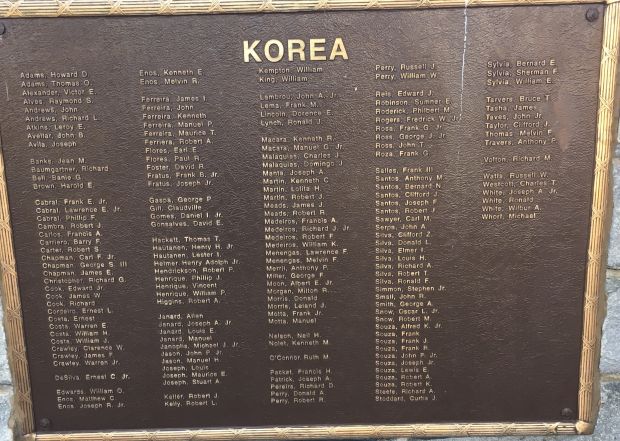 KOREA
Adams, Howard D.
Adams, Thomas O.
Alexander, Victor E.
Alves, Raymond S.
Andrews, John
Andrews, Richard L.
Atkins, Leroy E.
Avellar, John B.
Avila, Joseph
Banks, Jean M.
Baumgartner, Richard
Bell, Banig G.
Brown, Harold E.
Cabral, Frank E. Jr.
Cabral, Lawrence E. Jr.
Cabral, Phillip F.
Cambra, Robert J.
Carlos, Francis A.
Carriero, Barry F.
Carter, Robert S.
Chapman, Carl F. Jr.
Chapman, George S. III
Chapman, James E.
Christopher, Richard G.
Cook, Edward Jr.
Cook, James W.
Cook, Richard
Cordeiro, Ernest L.
Costa, Ernest
Costa, Warren E.
Costa, William H.
Costa, William J.
Crawley, Clarence W.
Crawley, James F.
Crawley, Warren Jr.
DeSilva, Ernest C. Jr.
Edwards, William O.
Enos, Matthew C.
Enos, Joseph R. Jr.
Enos, Kenneth E.
Enos, Melvin R.
Ferreira, James I.
Ferreira, John
Ferreira, Kenneth
Ferreira, Manuel P.
Ferreira, Maurice T.
Ferriera, Robert A.
Flores, Earl E.
Flores, Paul R.
Foster, David R.
Fratus, Frank B. Jr.
Fratus, Joseph Jr.
Gaspa, George P.
Gill, Claudville
Gomes, Daniel I. Jr.
Gonsalves, David E.
Hackett, Thomas T.
Hautanen, Henry H. Jr.
Hautanen, Lester I.
Helmer, Henry Adolph Jr.
Hendrickson, Robert P.
Henrique, Phillip J.
Henrique, Vincent
Henrique, William P.
Higgins, Robert A.
Janard, Allen
Janard, Joseph A. Jr.
Janard, Louis E.
Janard, Manuel
Janoplis, Michael J. Jr.
Jason, John P. Jr.
Jason, Manuel H.
Joseph, Louis
Joseph, Maurice E.
Joseph, Stuart A.
Keller, Robert J.
Kelly, Robert L.
Kempton, William
King, William
Lambrou, John A. Jr.
Lema, Frank M.
Lincoln, Dorence E.
Lynch, Ronald J.
Macara, Kenneth R.
Macara, Manuel G. Jr.
Malaquias, Charles J.
Malaquias, Domingo J.
Manta, Joseph A.
Martin, Kenneth C.
Martin, Lolita H.
Martin, Robert J.
Meads, James J.
Meads, Robert R.
Medeiros, Francis A.
Medeiros, Richard J. Jr.
Medeiros, Robert F.
Medeiros, William K.
Menengas, Lawrence F.
Menengas, Melvin F.
Merrill, Anthony P.
Miller, George F.
Moon, Albert E. Jr.
Morgan, Milton R.
Morris, Donald
Morris, Leland J.
Motta, Frank Jr.
Motta, Manuel
Nelson, Neil H.
Nolet, Kenneth M.
O'Connor, Ruth M.
Packet, Francis H.
Patrick, Joseph A.
Pereira, Richard D.
Perry, Donald A.
Perry, Robert R.
Perry, Russell J.
Perry, William W.
Reis, Edward J.
Robinson, Sumner E.
Roderick, Philbert M.
Rogers, Fredrick W. Jr.
Rosa, Frank G. Jr.
Ross, George J. Jr.
Ross, John T.
Roza, Frank G.
Salles, Frank III
Santos, Anthony M.
Santos, Bernard N.
Santos, Clifford J.
Santos, Joseph F.
Santos, Robert J.
Sawyer, Carl M.
Serpa, John A.
Silva, Clifford Z.
Silva, Donald L.
Silva, Elmer I.
Silva, Louis H.
Silva, Richard A.
Silva, Robert T.
Silva, Ronald F.
Simmon, Stephen Jr.
Small, John R.
Smith, George A.
Snow, Oscar L. Jr.
Snow, Robert M.
Souza, Alfred K. Jr.
Souza, Frank
Souza, Frank J.
Souza, Frank R.
Souza, John P. Jr.
Souza, Joseph Jr.
Souza, Lewis E.
Souza, Robert A.
Souza, Robert K.
Steele, Richard A.
Stoddard, Curtis J.
Sylvia, Bernard E.
Sylvia, Sherman F.
Sylvia, William E.
Tarvers, Bruce T.
Tasha, James
Taves, John Jr.
Taylor, Clifford J.
Thomas, Melvin F.
Travers, Anthony P.
Volton, Richard M.
Watts, Russell W.
Westcott, Charles T.
White, Joseph A. Jr.
White, Ronald
White, Wilbur A.
Whorf, Michael